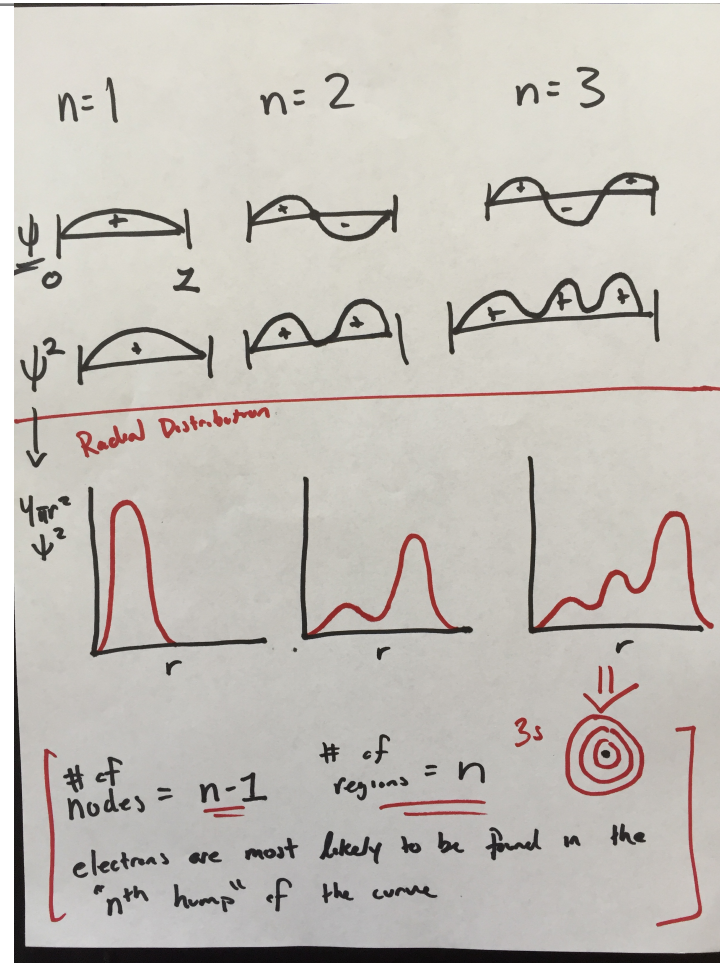 n=1 n=2 n=3
ψ + + - + - +
0 Z
ψ² + + + + + +
Radial Distribution
4πr²
ψ²
r r r
3s
# of nodes = n-1 # of regions = n
electrons are most likely to be found in the
"nth hump" of the curve